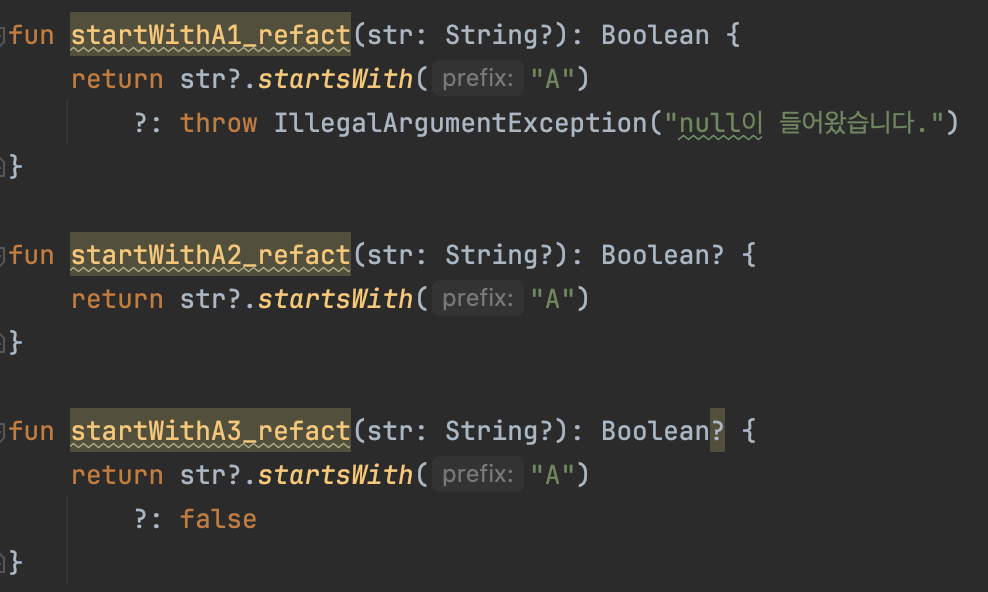 fun startWithA1_refact(str: String?): Boolean {
return str?.startsWith( prefix: "A")
?: throw IllegalArgumentException("null이 들어왔습니다.")
}
fun startWithA2_refact(str: String?): Boolean? {
return str?.startsWith( prefix: "A")
}
fun startWithA3_refact(str: String?): Boolean? {
return str?.startsWith( prefix: "A")
?: false
}